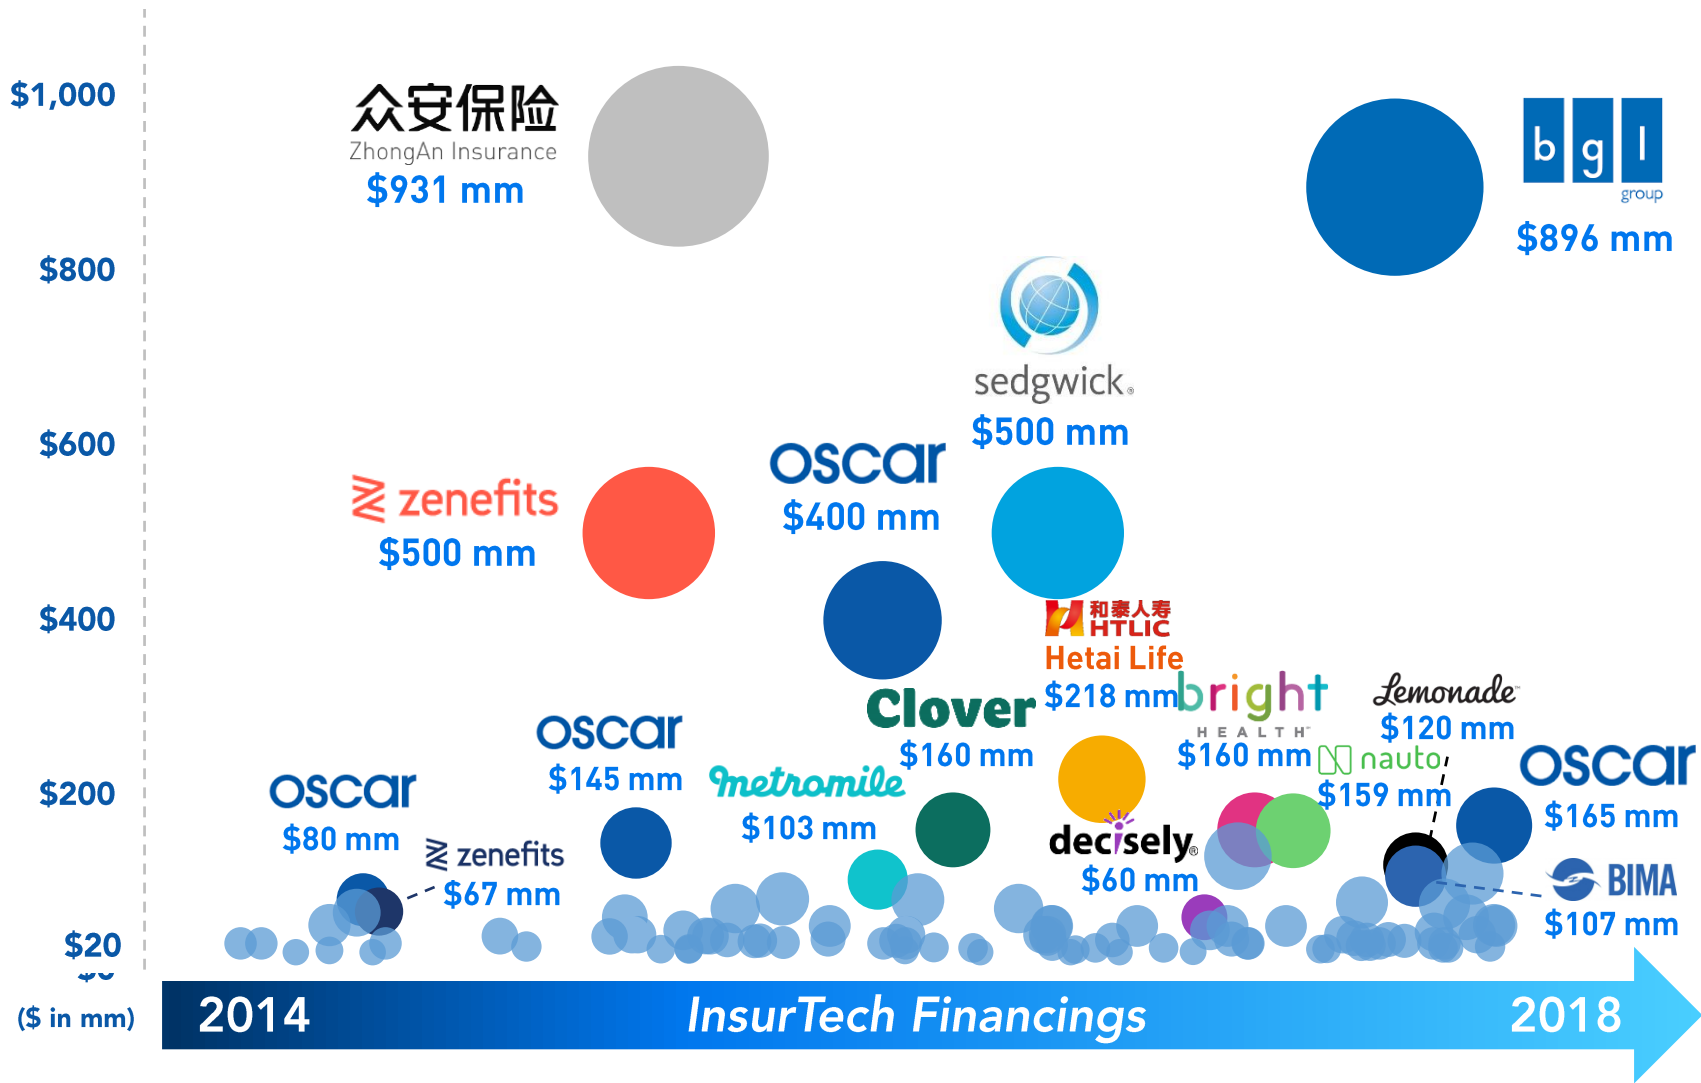 $1,000
$800
$600
$400
$200
$20
$0
($ in mm)
众安保险
ZhongAn Insurance
$931 mm
b g l
group
$896 mm
sedgwick®
$500 mm
oscar
$400 mm
zenefits
$500 mm
和泰人寿
HTLIC
Hetai Life
$218 mm
bright
HEALTH™
$160 mm
Lemonade™
$120 mm
Clover
$160 mm
nauto
$159 mm
oscar
$165 mm
oscar
$145 mm
metromile
$103 mm
oscar
$80 mm
zenefits
$67 mm
decisely®
$60 mm
BIMA
$107 mm
2014
InsurTech Financings
2018